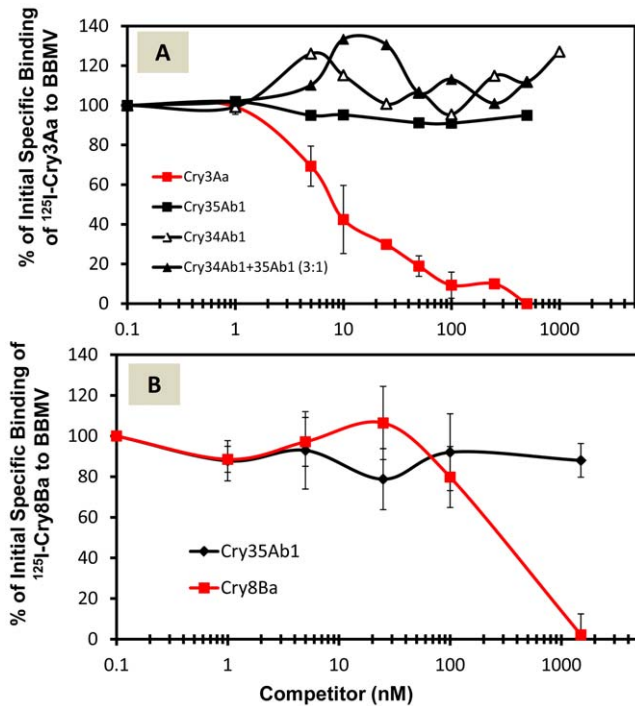 A
% of Initial Specific Binding
of ¹²⁵I-Cry3Aa to BBMV
140
120
100
80
60
40
20
0
Cry3Aa
Cry35Ab1
Cry34Ab1
Cry34Ab1+35Ab1 (3:1)
0.1 1 10 100 1000
B
% of Initial Specific Binding of
¹²⁵I-Cry8Ba to BBMV
140
120
100
80
60
40
20
0
Cry35Ab1
Cry8Ba
0.1 1 10 100 1000
Competitor (nM)